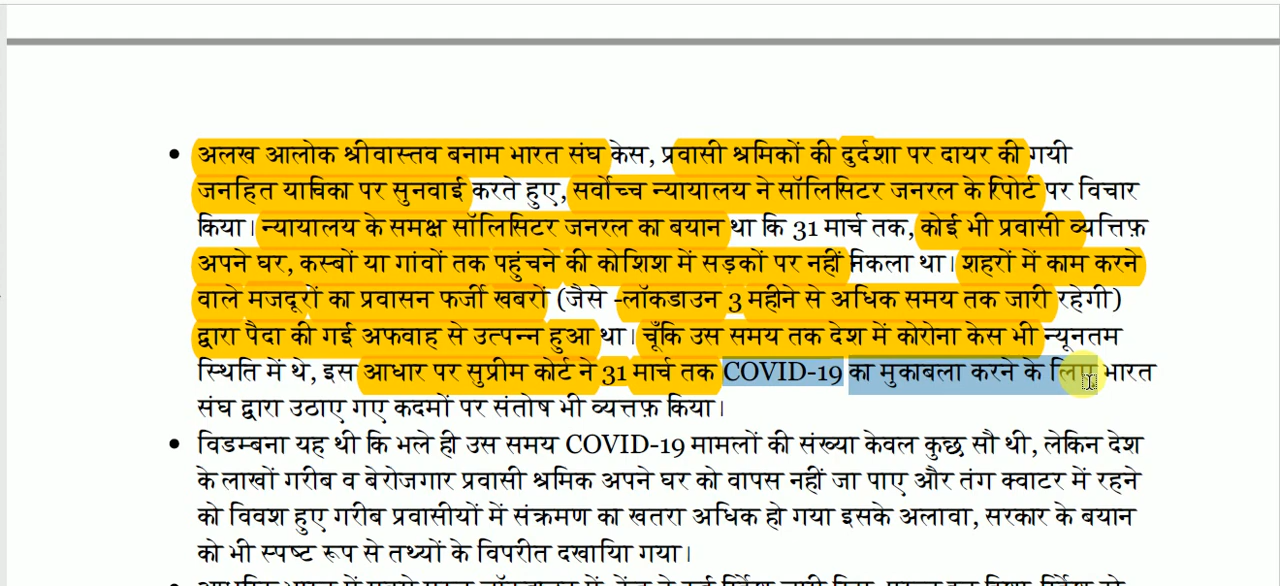 • अलख आलोक श्रीवास्तव बनाम भारत संघ केस, प्रवासी श्रमिकों की दुर्दशा पर दायर की गयी
जनहित याचिका पर सुनवाई करते हुए, सर्वोच्च न्यायालय ने सॉलिसिटर जनरल के रिपोर्ट पर विचार
किया। न्यायालय के समक्ष सॉलिसिटर जनरल का बयान था कि 31 मार्च तक, कोई भी प्रवासी व्यत्तिफ़
अपने घर, कस्बों या गांवों तक पहुंचने की कोशिश में सड़कों पर नहीं निकला था। शहरों में काम करने
वाले मजदूरों का प्रवासन फर्जी खबरों (जैसे -लॉकडाउन 3 महीने से अधिक समय तक जारी रहेगी)
द्वारा पैदा की गई अफवाह से उत्पन्न हुआ था। चूँकि उस समय तक देश में कोरोना केस भी न्यूनतम
स्थिति में थे, इस आधार पर सुप्रीम कोर्ट ने 31 मार्च तक COVID-19 का मुकाबला करने के लिए भारत
संघ द्वारा उठाए गए कदमों पर संतोष भी व्यत्तफ़ किया।
• विडम्बना यह थी कि भले ही उस समय COVID-19 मामलों की संख्या केवल कुछ सौ थी, लेकिन देश
के लाखों गरीब व बेरोजगार प्रवासी श्रमिक अपने घर को वापस नहीं जा पाए और तंग क्वाटर में रहने
को विवश हुए गरीब प्रवासीयों में संक्रमण का खतरा अधिक हो गया इसके अलावा, सरकार के बयान
को भी स्पष्ट रूप से तथ्यों के विपरीत दखायिा गया।